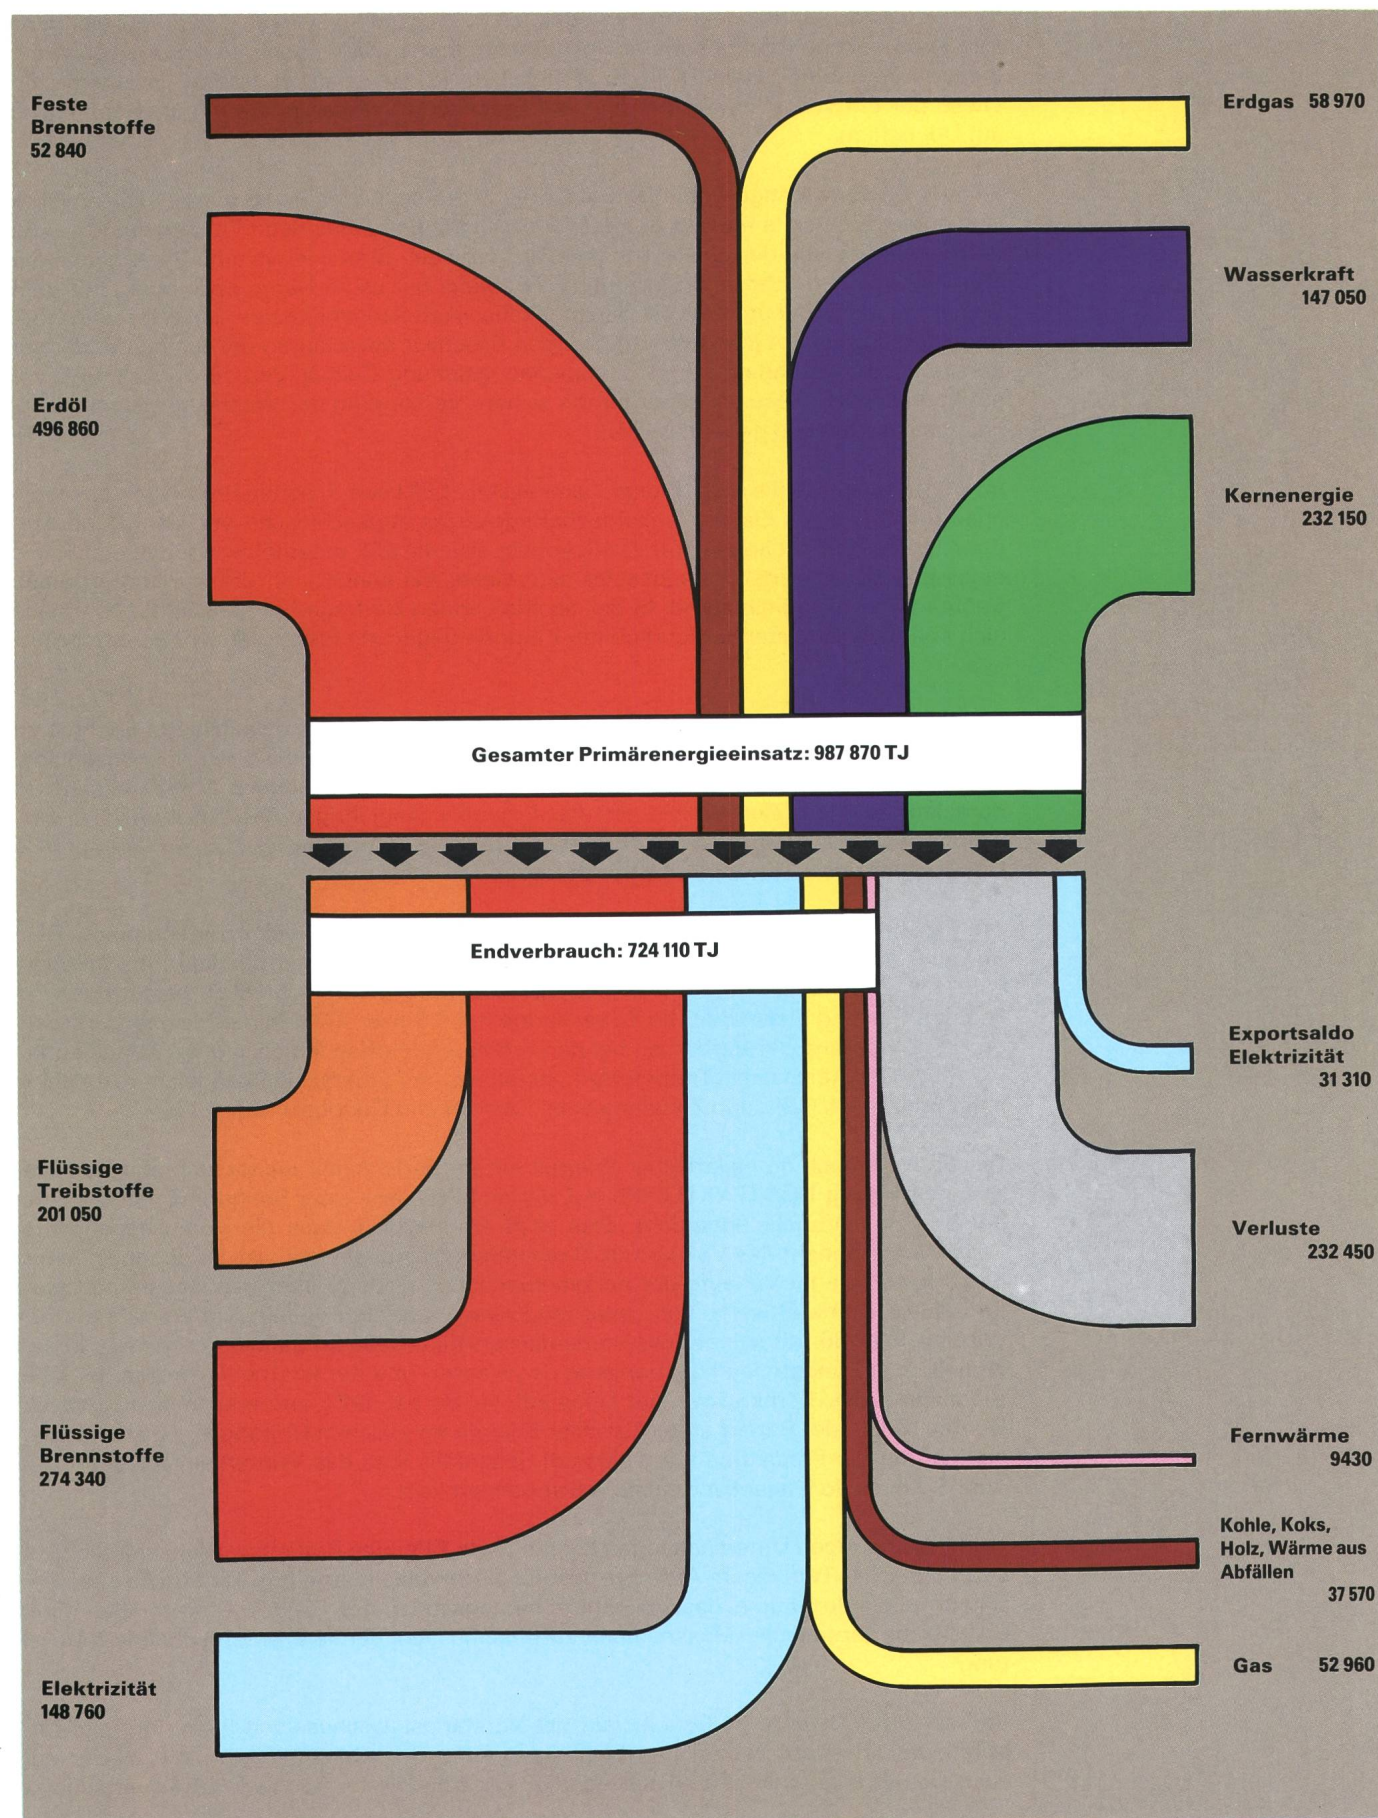 Feste
Brennstoffe
52 840
Erdgas 58 970
Wasserkraft
147 050
Erdöl
496 860
Kernenergie
232 150
Gesamter Primärenergieeinsatz: 987 870 TJ
Endverbrauch: 724 110 TJ
Exportsaldo
Elektrizität
31 310
Flüssige
Treibstoffe
201 050
Verluste
232 450
Flüssige
Brennstoffe
274 340
Fernwärme
9430
Kohle, Koks,
Holz, Wärme aus
Abfällen
37 570
Gas 52 960
Elektrizität
148 760